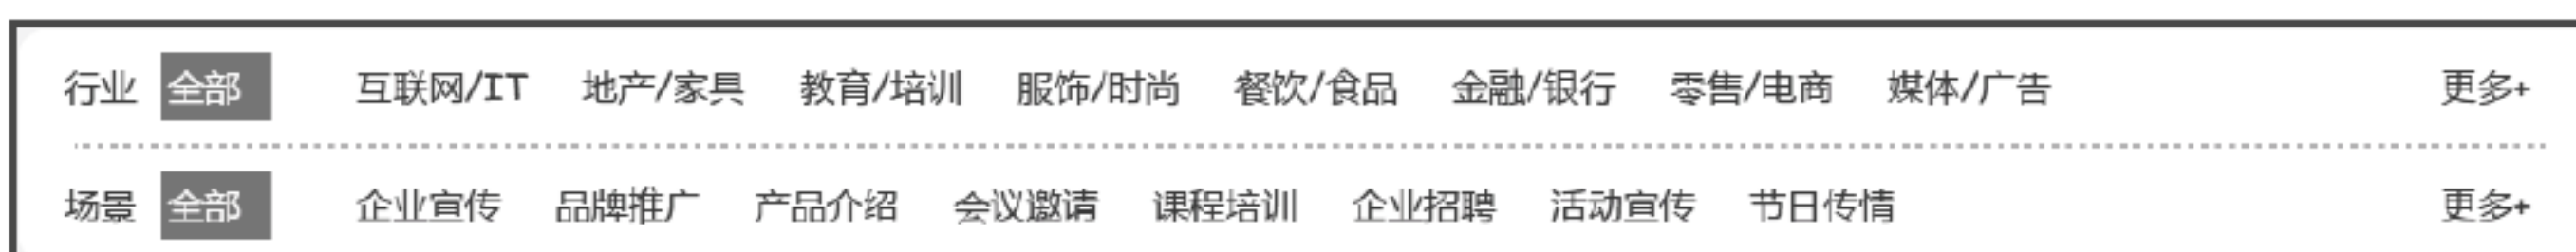 行业 全部 互联网/IT 地产/家具 教育/培训 服饰/时尚 餐饮/食品 金融/银行 零售/电商 媒体/广告 更多+
场景 全部 企业宣传 品牌推广 产品介绍 会议邀请 课程培训 企业招聘 活动宣传 节日传情 更多+